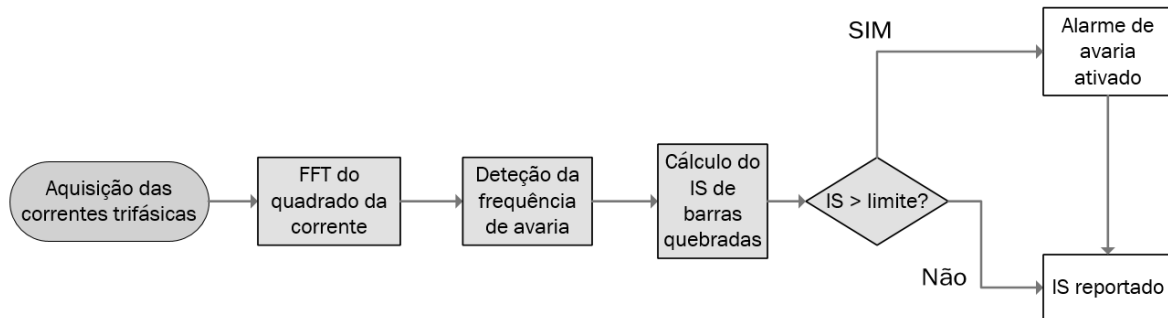 Aquisição das
correntes trifásicas
FFT do
quadrado da
corrente
Deteção da
frequência
de avaria
Cálculo do
IS de
barras
quebradas
IS > limite?
SIM
Alarme de
avaria
ativado
Não
IS reportado